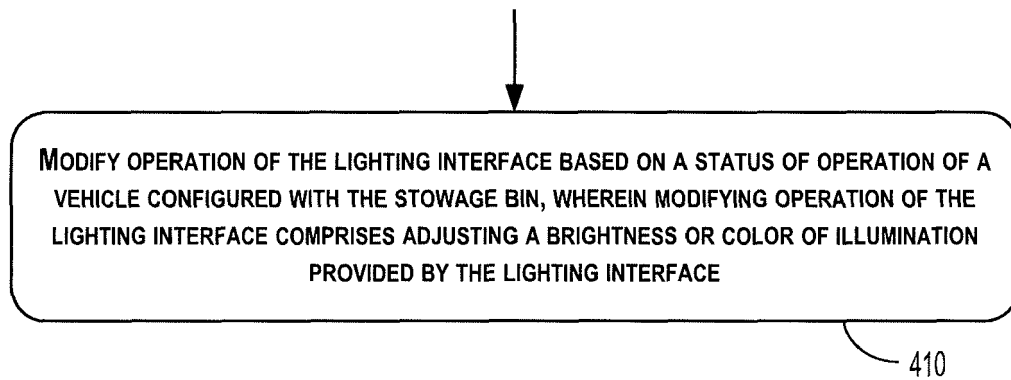 MODIFY OPERATION OF THE LIGHTING INTERFACE BASED ON A STATUS OF OPERATION OF A
VEHICLE CONFIGURED WITH THE STOWAGE BIN, WHEREIN MODIFYING OPERATION OF THE
LIGHTING INTERFACE COMPRISES ADJUSTING A BRIGHTNESS OR COLOR OF ILLUMINATION
PROVIDED BY THE LIGHTING INTERFACE
410